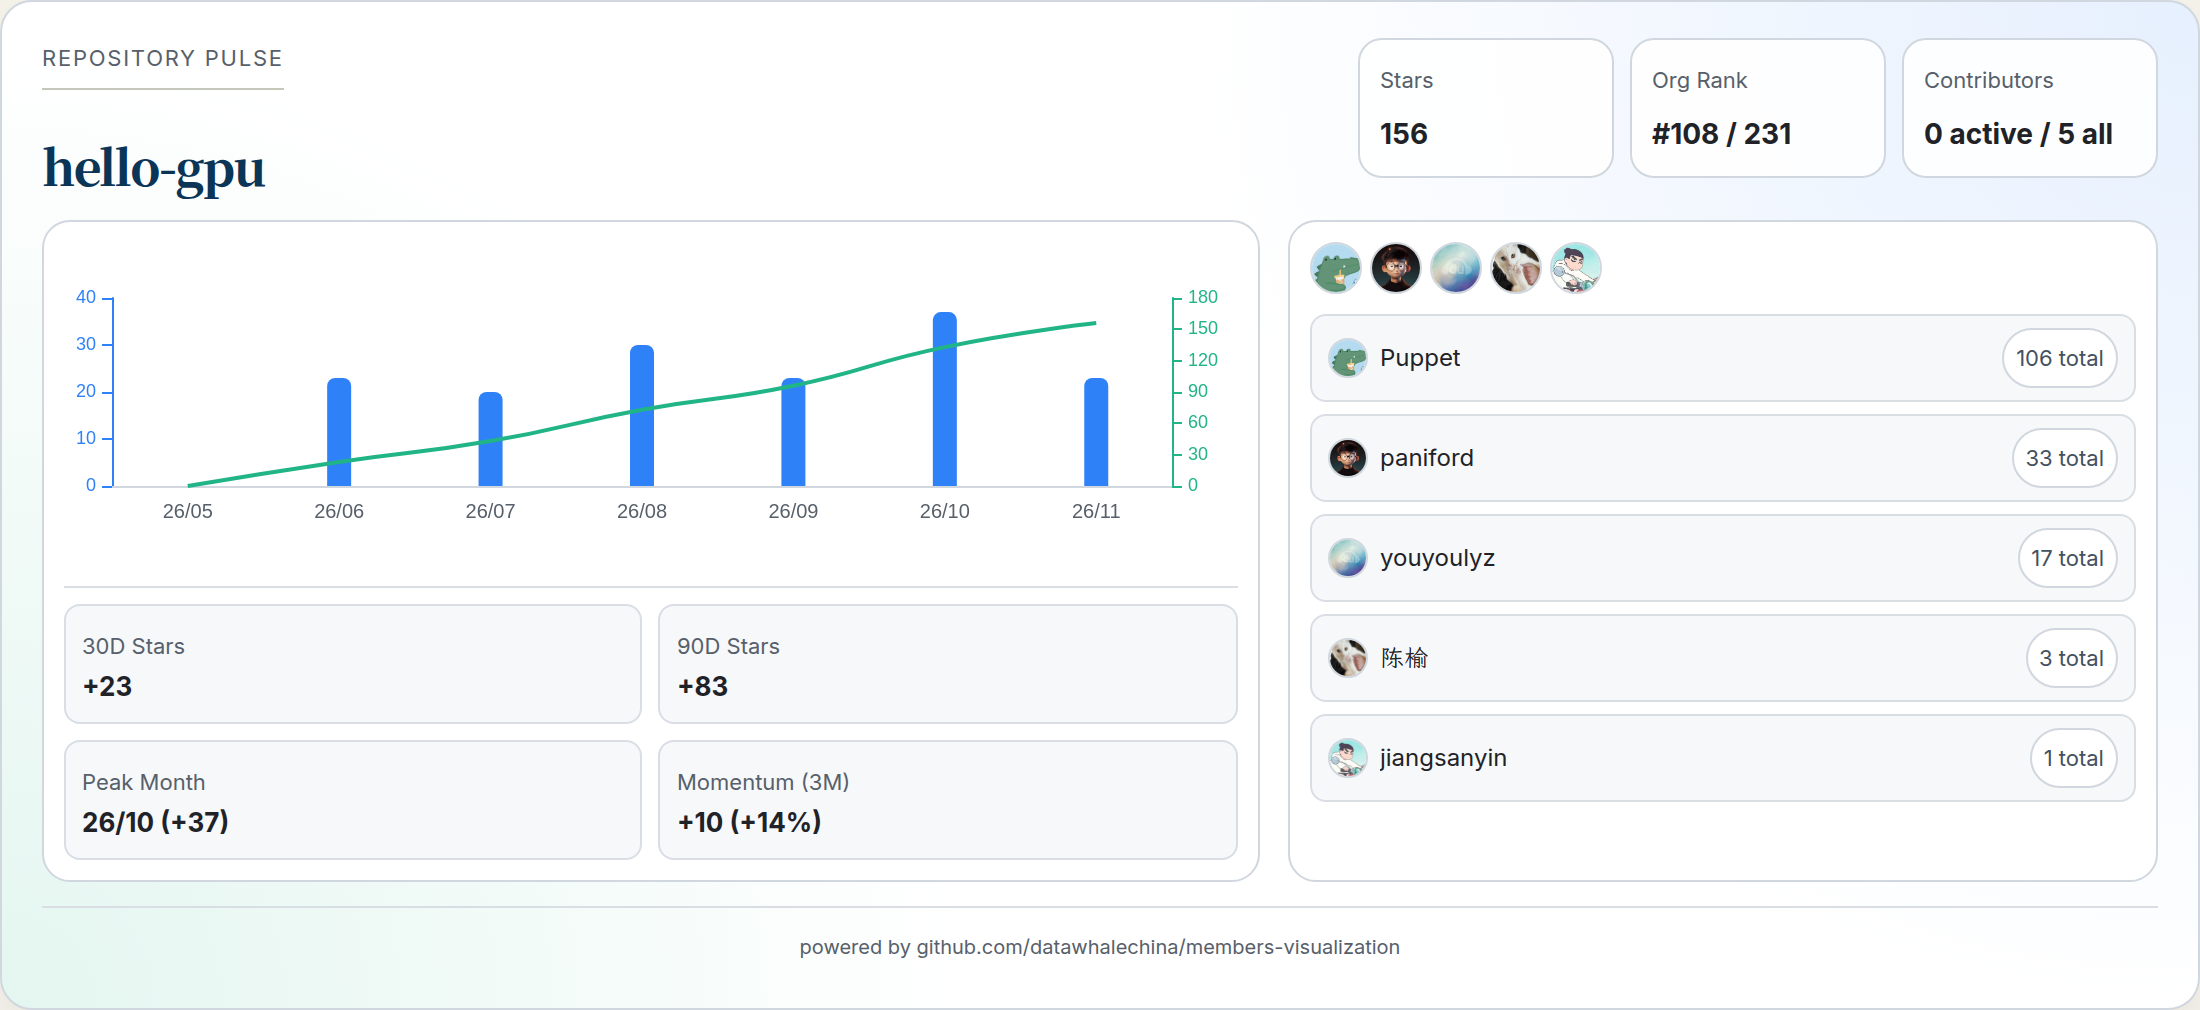 REPOSITORY PULSE
hello-gpu
Stars
156
Org Rank
#108 / 231
Contributors
0 active / 5 all
40
30
20
10
0
180
150
120
90
60
30
0
26/05
26/06
26/07
26/08
26/09
26/10
26/11
30D Stars
+23
90D Stars
+83
Peak Month
26/10 (+37)
Momentum (3M)
+10 (+14%)
Puppet
106 total
paniford
33 total
youyoulyz
17 total
陈榆
3 total
jiangsanyin
1 total
powered by github.com/datawhalechina/members-visualization